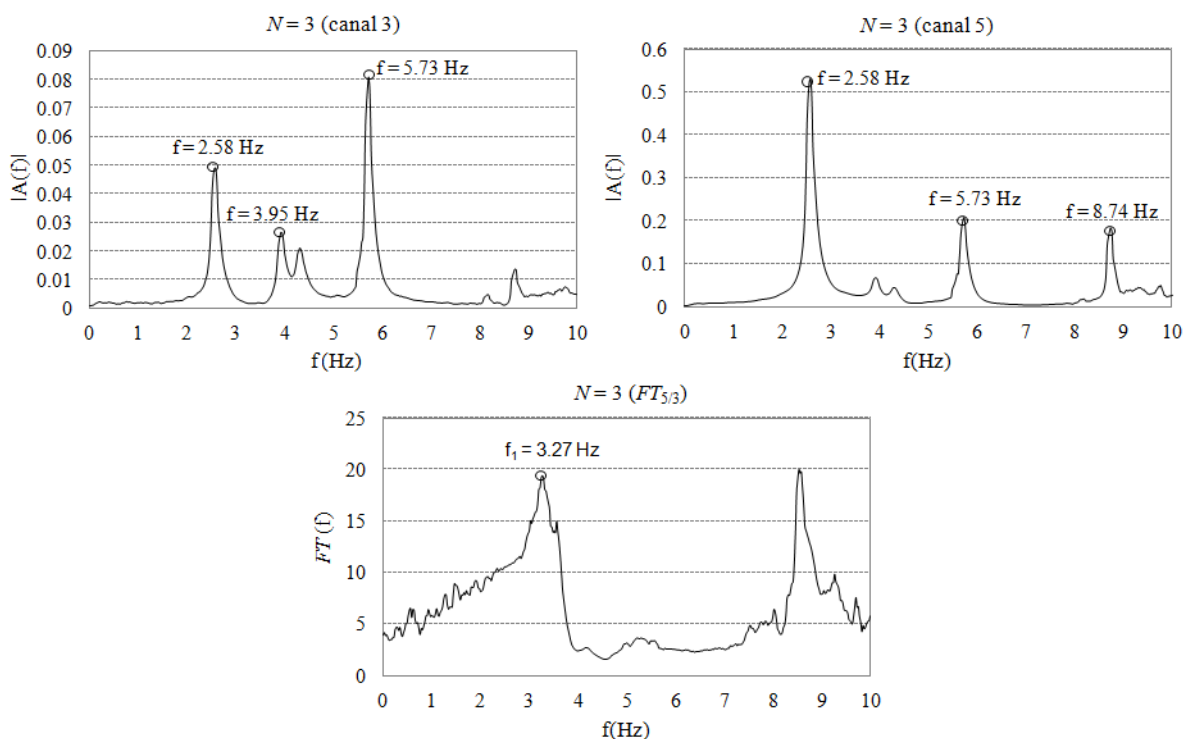 N = 3 (canal 3)
0.09
0.08
0.07
0.06
0.05
0.04
0.03
0.02
0.01
0
|A(f)|
f = 2.58 Hz
f = 3.95 Hz
f = 5.73 Hz
0 1 2 3 4 5 6 7 8 9 10
f(Hz)
N = 3 (canal 5)
0.6
0.5
0.4
0.3
0.2
0.1
0
|A(f)|
f = 2.58 Hz
f = 5.73 Hz
f = 8.74 Hz
0 1 2 3 4 5 6 7 8 9 10
f(Hz)
N = 3 (FT5/3)
25
20
15
10
5
0
FT (f)
f₁ = 3.27 Hz
0 1 2 3 4 5 6 7 8 9 10
f(Hz)